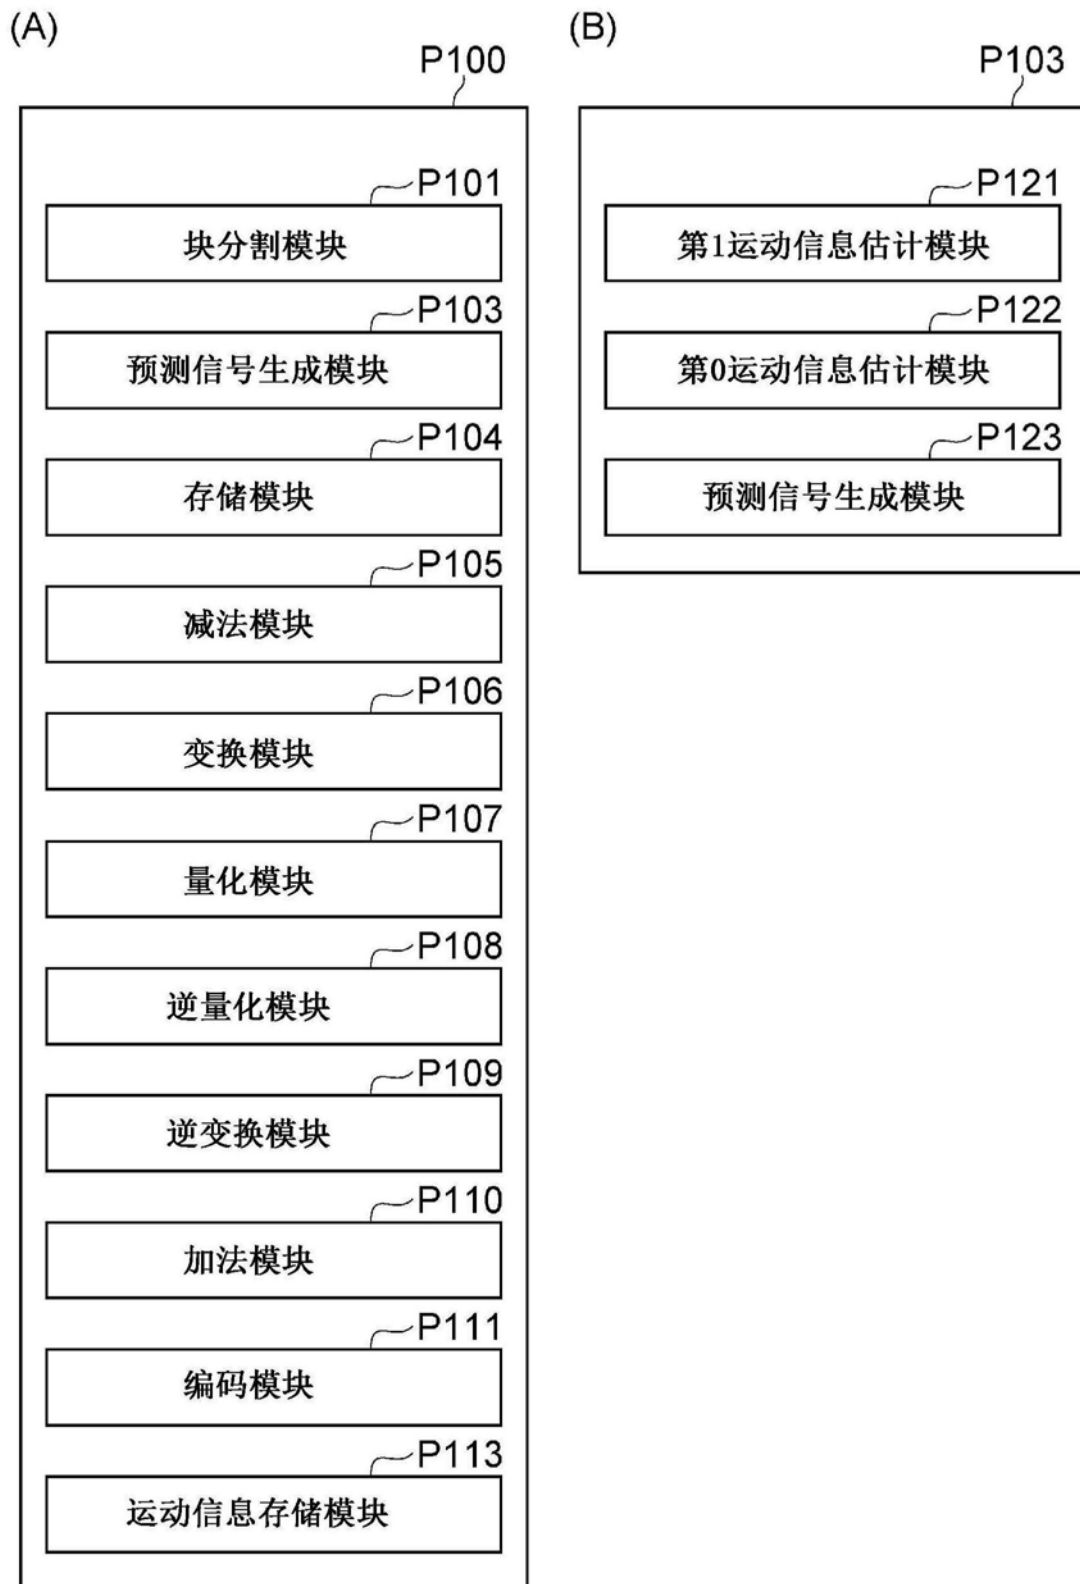 (A)
P100
P101
块分割模块
P103
预测信号生成模块
P104
存储模块
P105
减法模块
P106
变换模块
P107
量化模块
P108
逆量化模块
P109
逆变换模块
P110
加法模块
P111
编码模块
P113
运动信息存储模块
(B)
P103
P121
第1运动信息估计模块
P122
第0运动信息估计模块
P123
预测信号生成模块